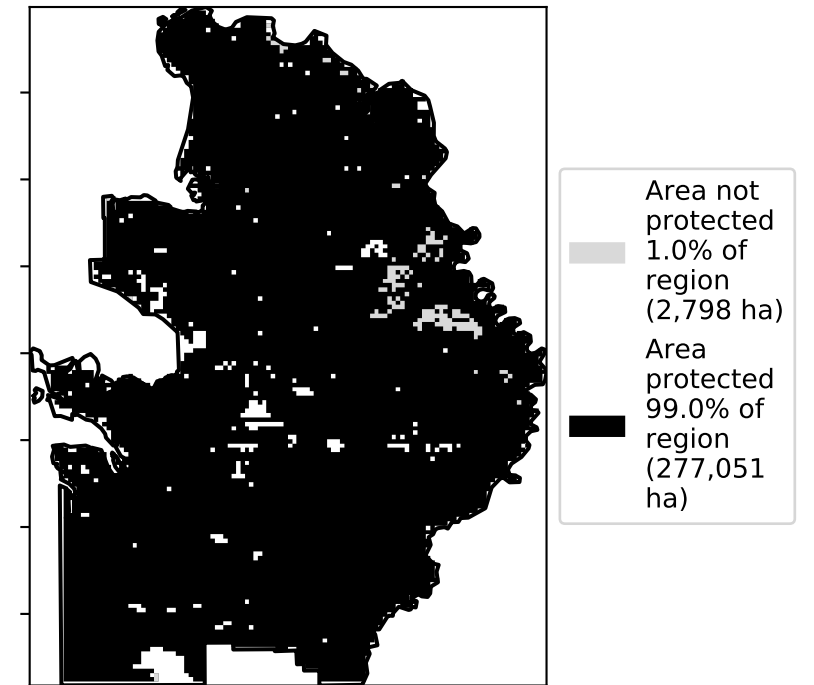 Area not
protected
1.0% of
region
(2,798 ha)
Area
protected
99.0% of
region
(277,051
ha)